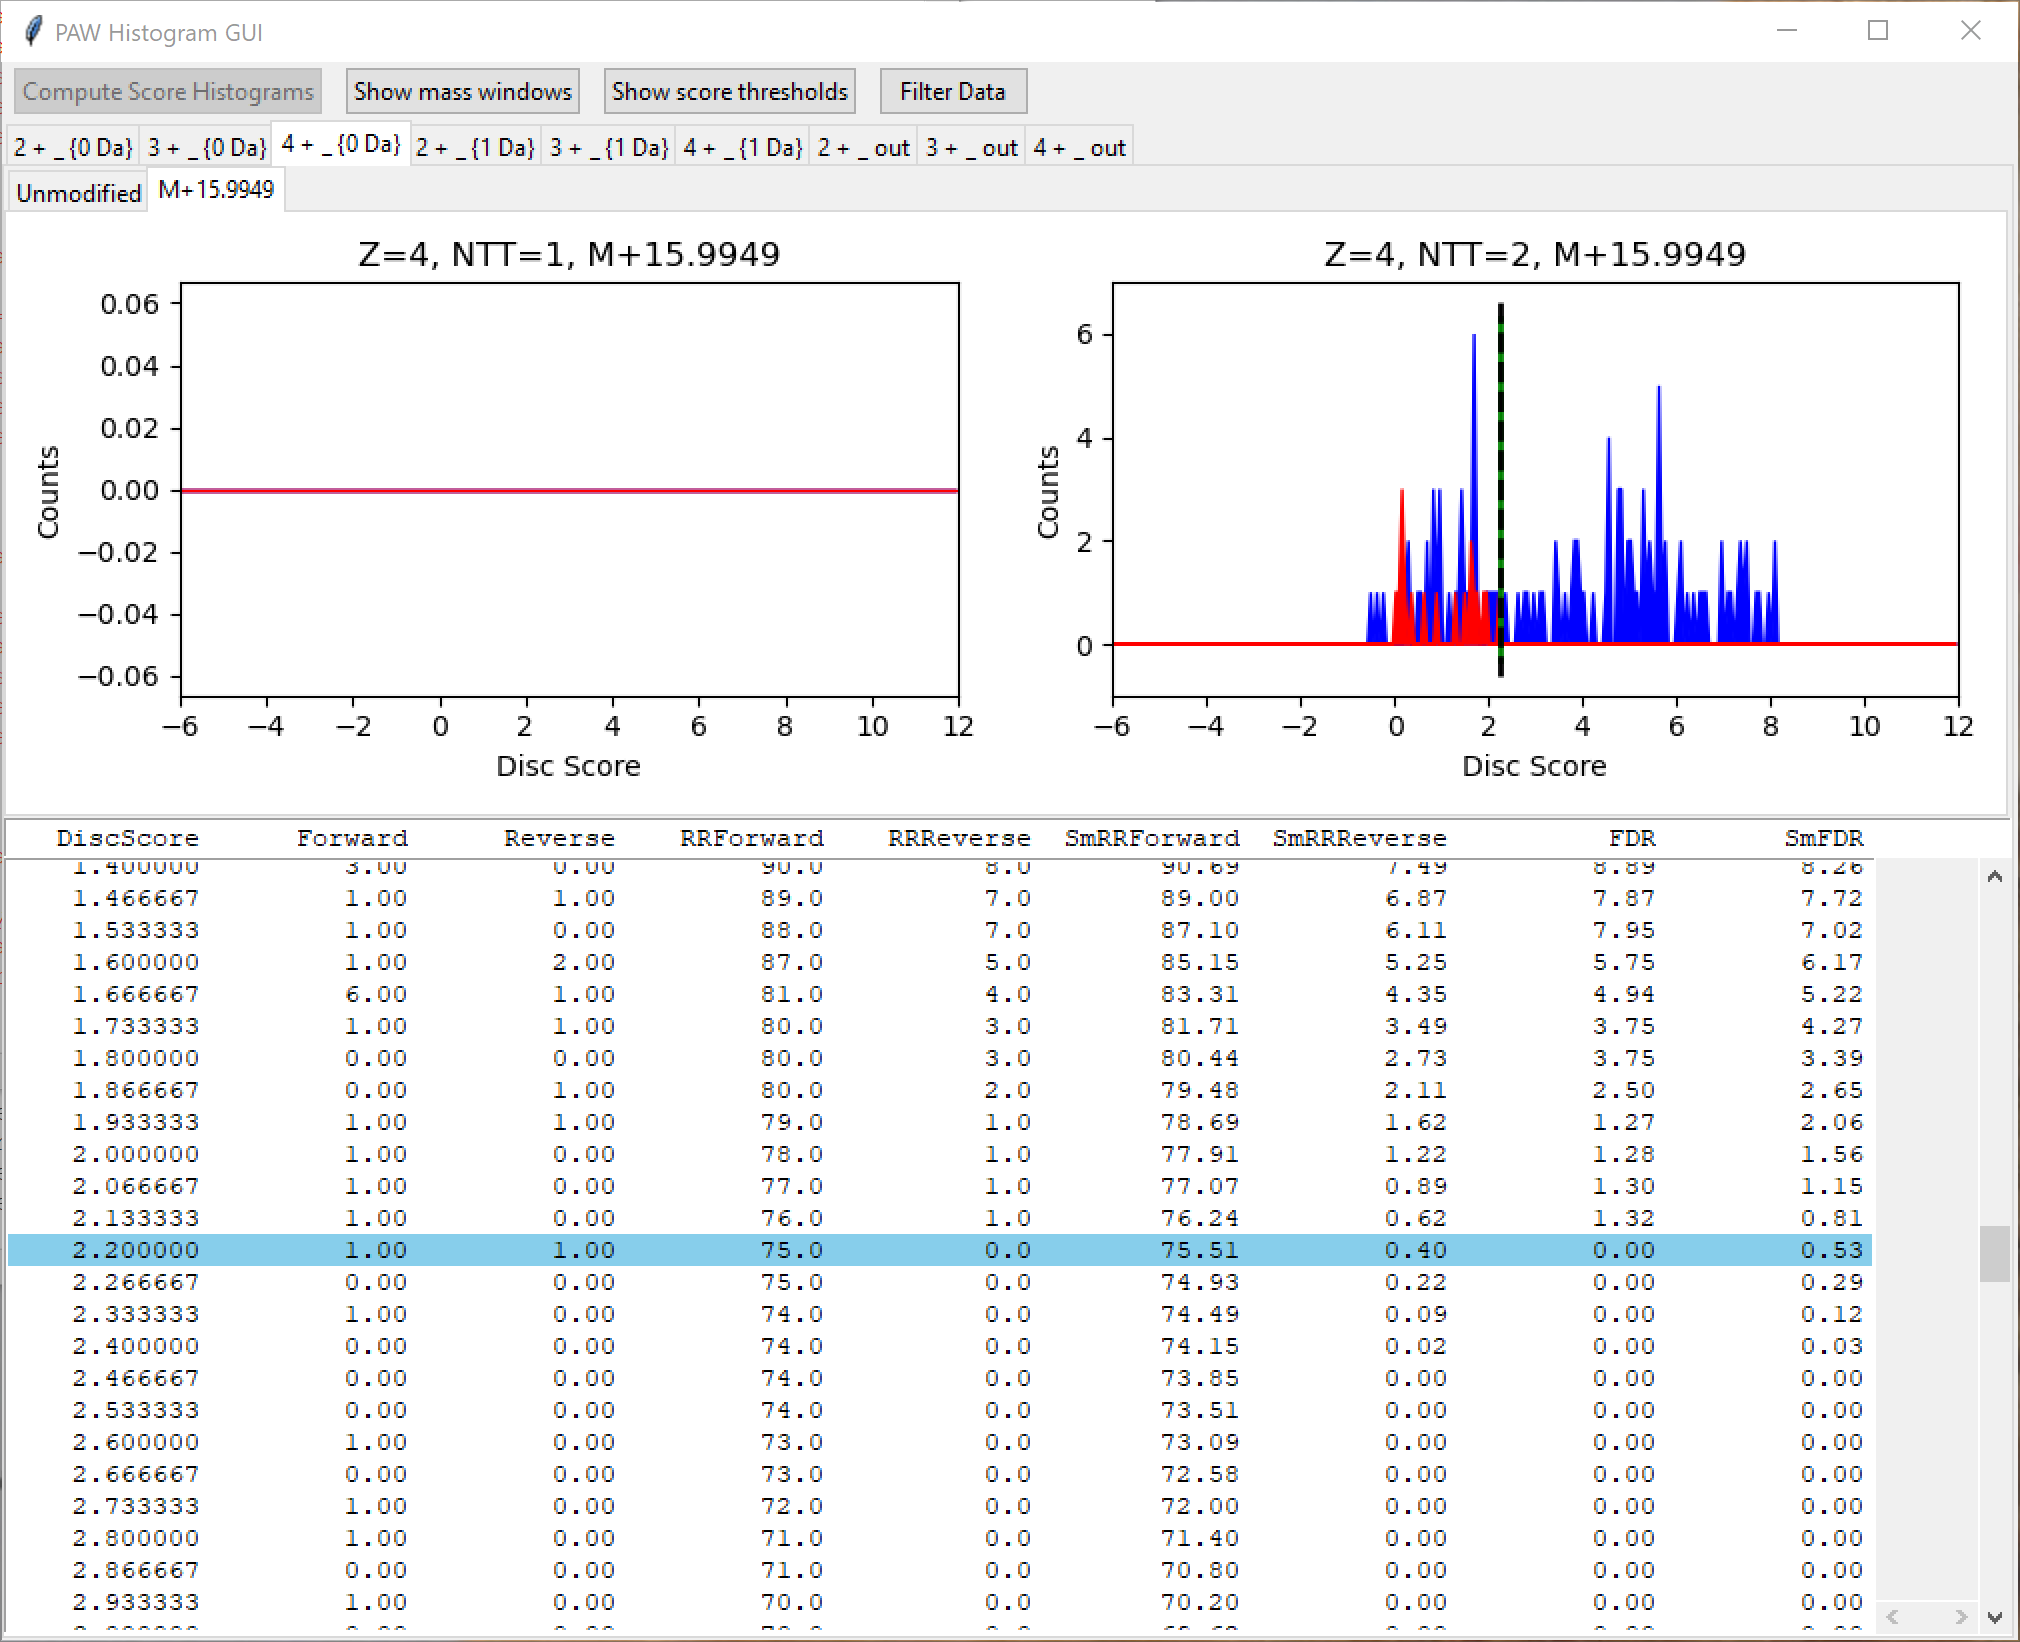 PAW Histogram GUI
Compute Score Histograms Show mass windows Show score thresholds Filter Data
2 + _ {0 Da} 3 + _ {0 Da} 4 + _ {0 Da} 2 + _ {1 Da} 3 + _ {1 Da} 4 + _ {1 Da} 2 + _ out 3 + _ out 4 + _ out
Unmodified M+15.9949
Z=4, NTT=1, M+15.9949
0.06
0.04
0.02
0.00
−0.02
−0.04
−0.06
Counts
−6 −4 −2 0 2 4 6 8 10 12
Disc Score
Z=4, NTT=2, M+15.9949
6
4
2
0
Counts
−6 −4 −2 0 2 4 6 8 10 12
Disc Score
DiscScore Forward Reverse RRForward RRReverse SmRRForward SmRRReverse FDR SmFDR
1.400000 3.00 0.00 90.0 8.0 90.69 7.49 8.89 8.26
1.466667 1.00 1.00 89.0 7.0 89.00 6.87 7.87 7.72
1.533333 1.00 0.00 88.0 7.0 87.10 6.11 7.95 7.02
1.600000 1.00 2.00 87.0 5.0 85.15 5.25 5.75 6.17
1.666667 6.00 1.00 81.0 4.0 83.31 4.35 4.94 5.22
1.733333 1.00 1.00 80.0 3.0 81.71 3.49 3.75 4.27
1.800000 0.00 0.00 80.0 3.0 80.44 2.73 3.75 3.39
1.866667 0.00 1.00 80.0 2.0 79.48 2.11 2.50 2.65
1.933333 1.00 1.00 79.0 1.0 78.69 1.62 1.27 2.06
2.000000 1.00 0.00 78.0 1.0 77.91 1.22 1.28 1.56
2.066667 1.00 0.00 77.0 1.0 77.07 0.89 1.30 1.15
2.133333 1.00 0.00 76.0 1.0 76.24 0.62 1.32 0.81
2.200000 1.00 1.00 75.0 0.0 75.51 0.40 0.00 0.53
2.266667 0.00 0.00 75.0 0.0 74.93 0.22 0.00 0.29
2.333333 1.00 0.00 74.0 0.0 74.49 0.09 0.00 0.12
2.400000 0.00 0.00 74.0 0.0 74.15 0.02 0.00 0.03
2.466667 0.00 0.00 74.0 0.0 73.85 0.00 0.00 0.00
2.533333 0.00 0.00 74.0 0.0 73.51 0.00 0.00 0.00
2.600000 1.00 0.00 73.0 0.0 73.09 0.00 0.00 0.00
2.666667 0.00 0.00 73.0 0.0 72.58 0.00 0.00 0.00
2.733333 1.00 0.00 72.0 0.0 72.00 0.00 0.00 0.00
2.800000 1.00 0.00 71.0 0.0 71.40 0.00 0.00 0.00
2.866667 0.00 0.00 71.0 0.0 70.80 0.00 0.00 0.00
2.933333 1.00 0.00 70.0 0.0 70.20 0.00 0.00 0.00